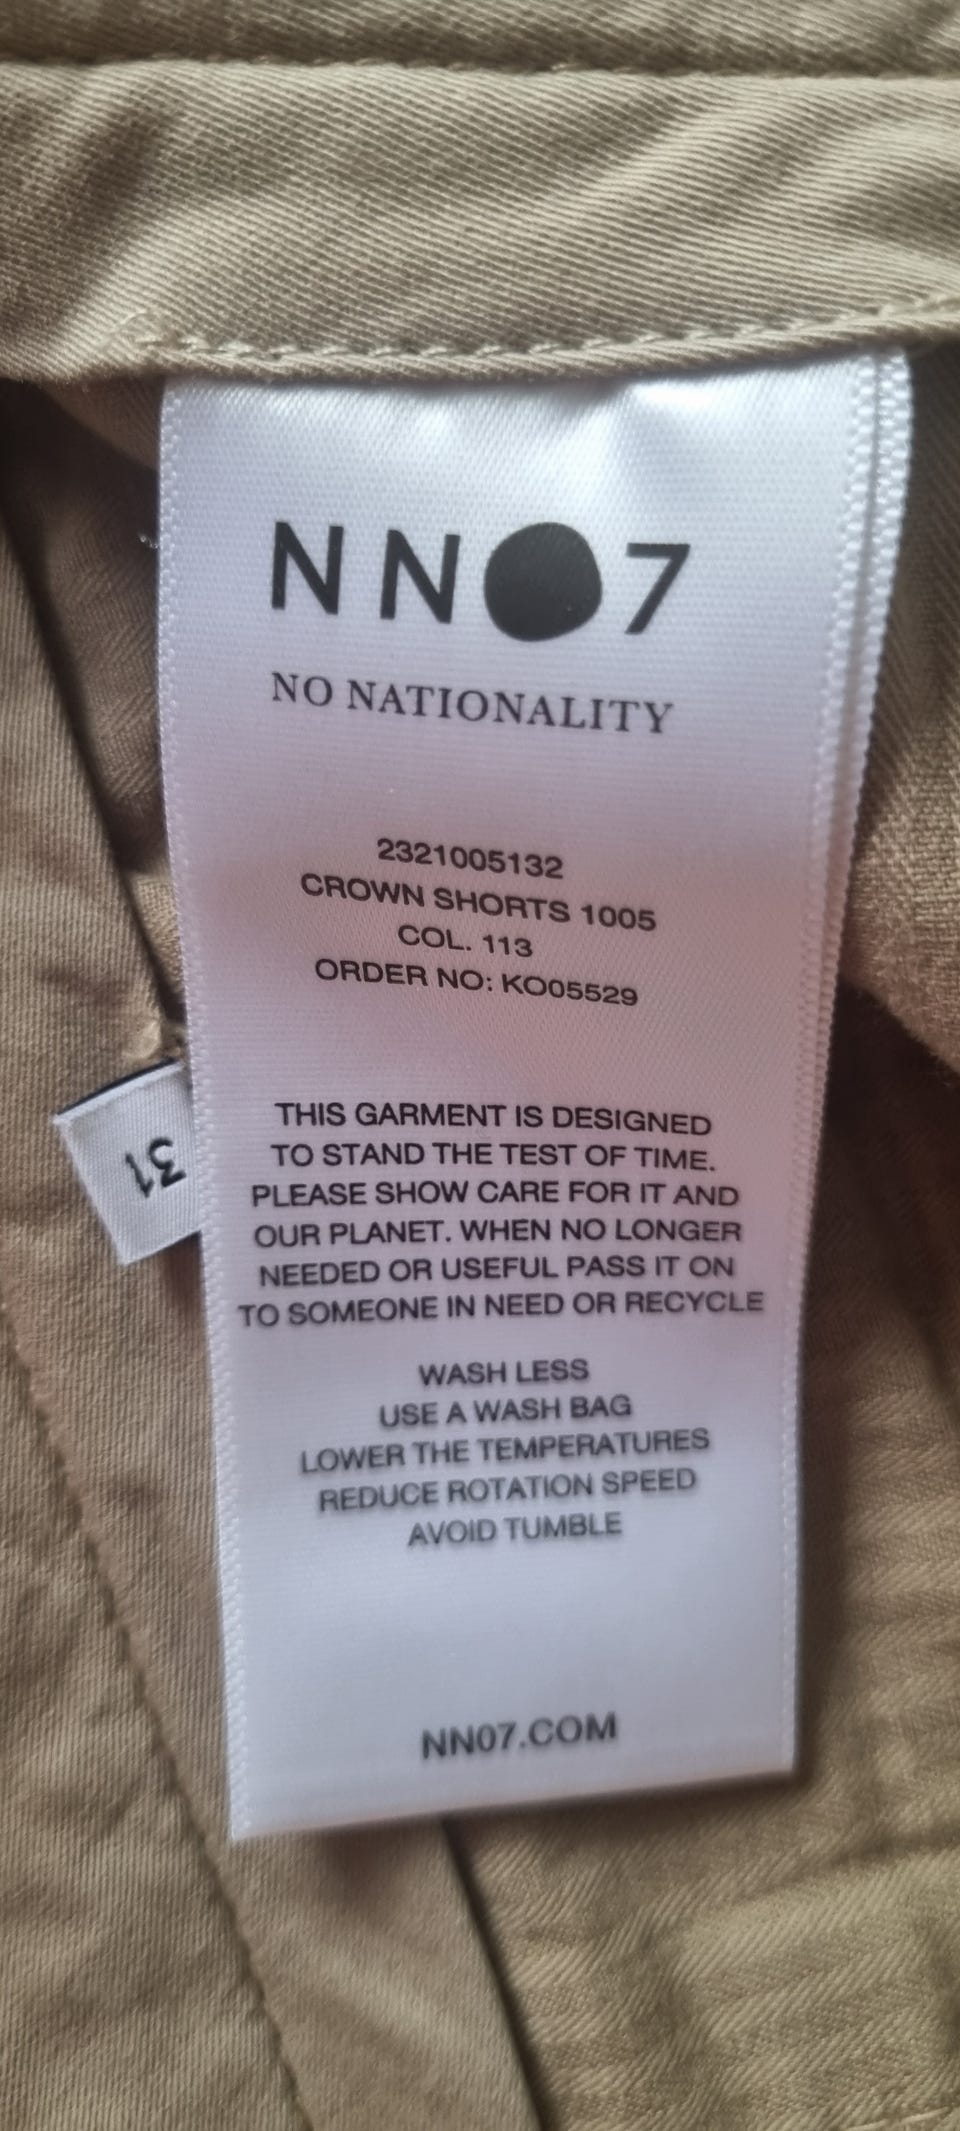 NN07
NO NATIONALITY
2321005132
CROWN SHORTS 1005
COL. 113
ORDER NO: KO05529
31
THIS GARMENT IS DESIGNED
TO STAND THE TEST OF TIME.
PLEASE SHOW CARE FOR IT AND
OUR PLANET. WHEN NO LONGER
NEEDED OR USEFUL PASS IT ON
TO SOMEONE IN NEED OR RECYCLE
WASH LESS
USE A WASH BAG
LOWER THE TEMPERATURES
REDUCE ROTATION SPEED
AVOID TUMBLE
NN07.COM